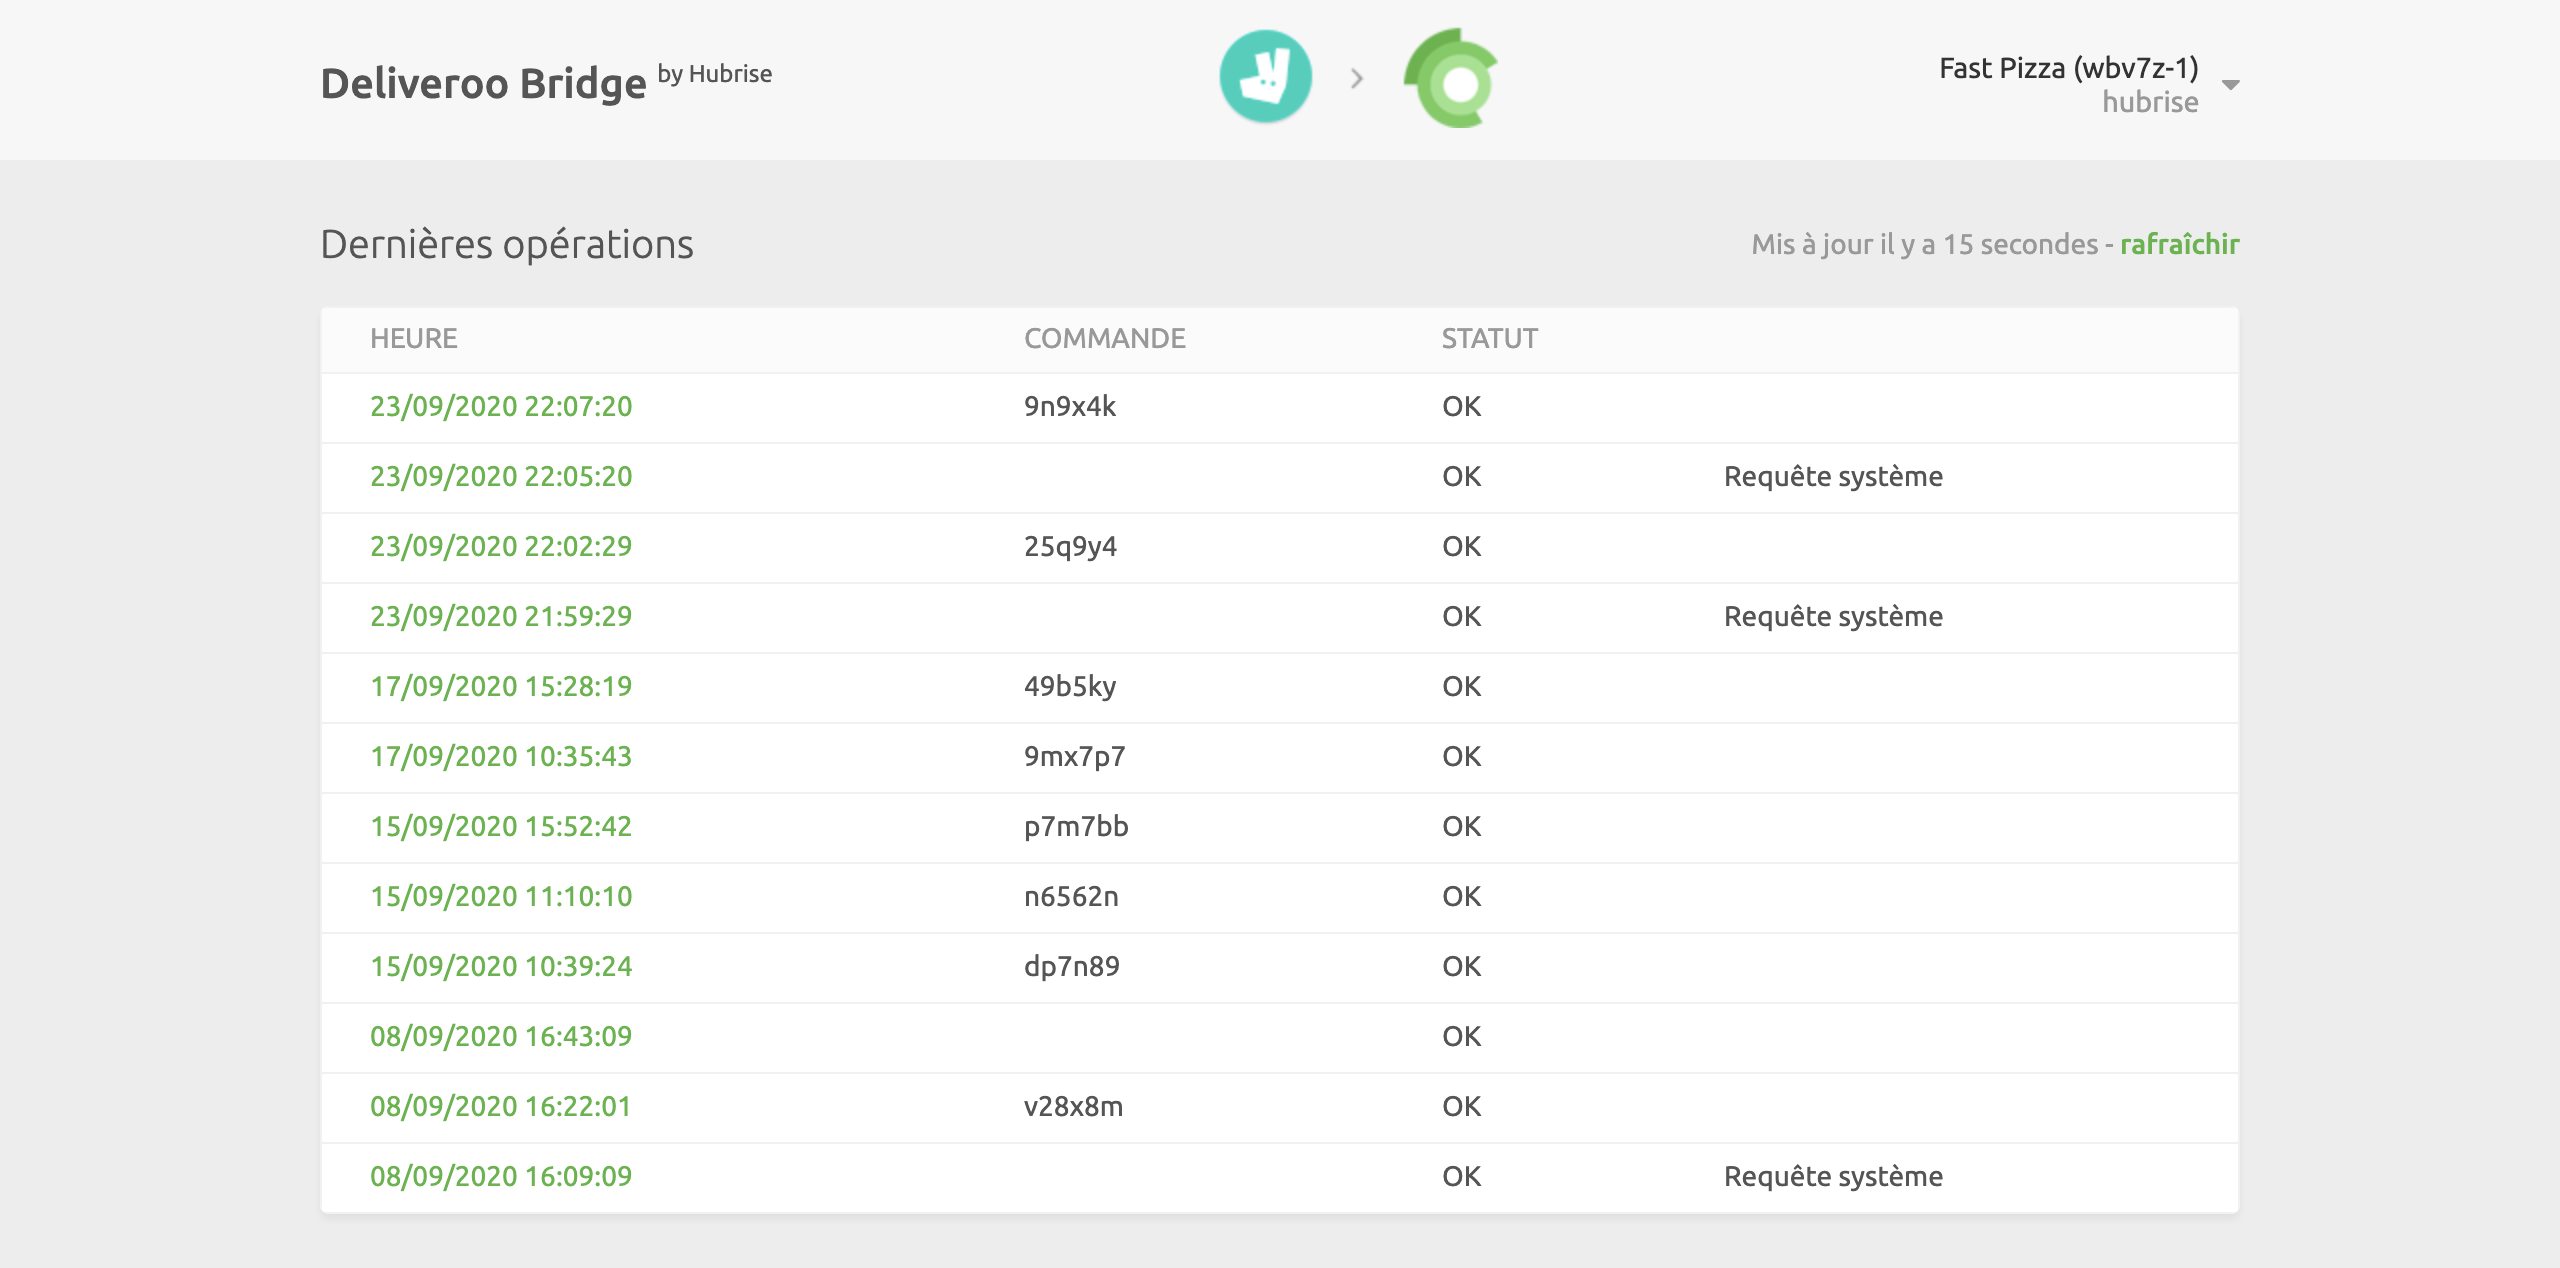 Deliveroo Bridge by Hubrise
Fast Pizza (wbv7z-1)
hubrise
Dernières opérations
Mis à jour il y a 15 secondes - rafraîchir
HEURE COMMANDE STATUT
23/09/2020 22:07:20 9n9x4k OK
23/09/2020 22:05:20 OK Requête système
23/09/2020 22:02:29 25q9y4 OK
23/09/2020 21:59:29 OK Requête système
17/09/2020 15:28:19 49b5ky OK
17/09/2020 10:35:43 9mx7p7 OK
15/09/2020 15:52:42 p7m7bb OK
15/09/2020 11:10:10 n6562n OK
15/09/2020 10:39:24 dp7n89 OK
08/09/2020 16:43:09 OK
08/09/2020 16:22:01 v28x8m OK
08/09/2020 16:09:09 OK Requête système